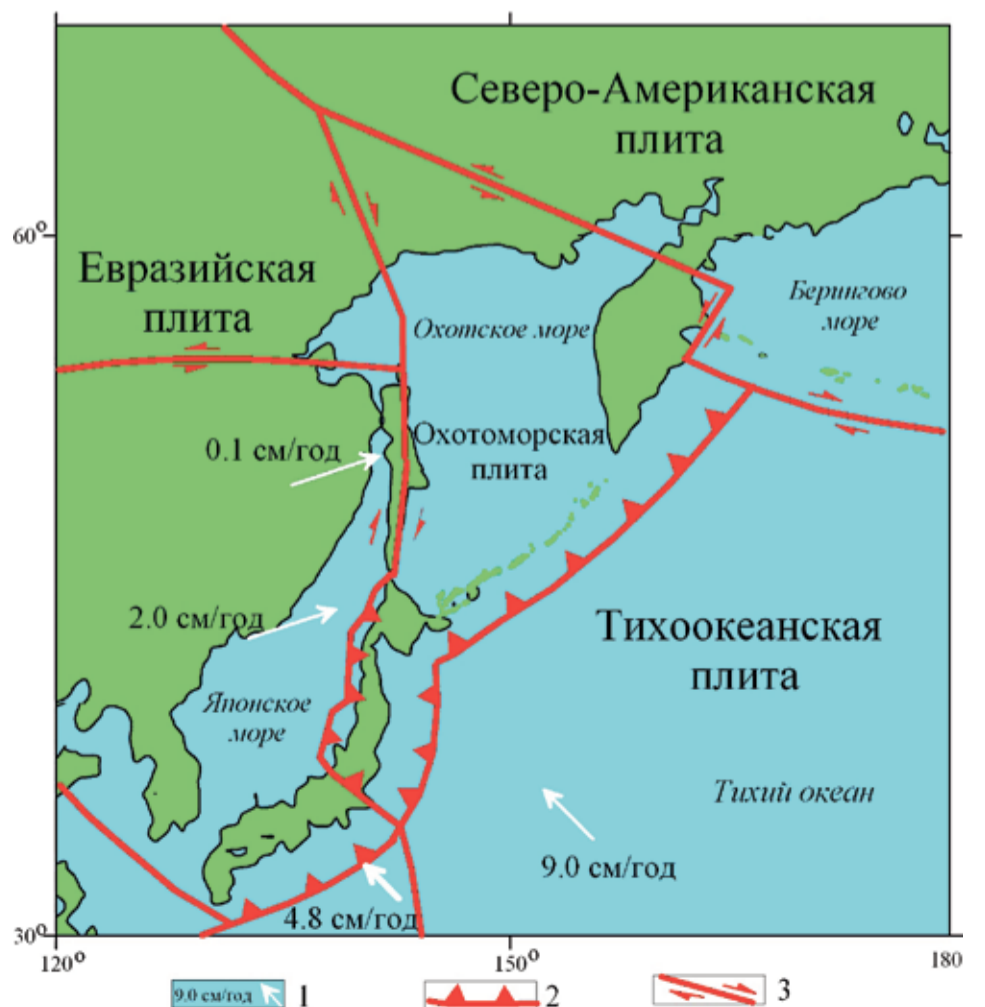 Северо-Американская
плита
60°
Евразийская
плита
Берингово
море
Охотское море
0.1 см/год
Охотоморская
плита
2.0 см/год
Тихоокеанская
плита
Японское
море
Тихий океан
9.0 см/год
4.8 см/год
30°
120°
150°
180
9.0 см/год 1
2
3